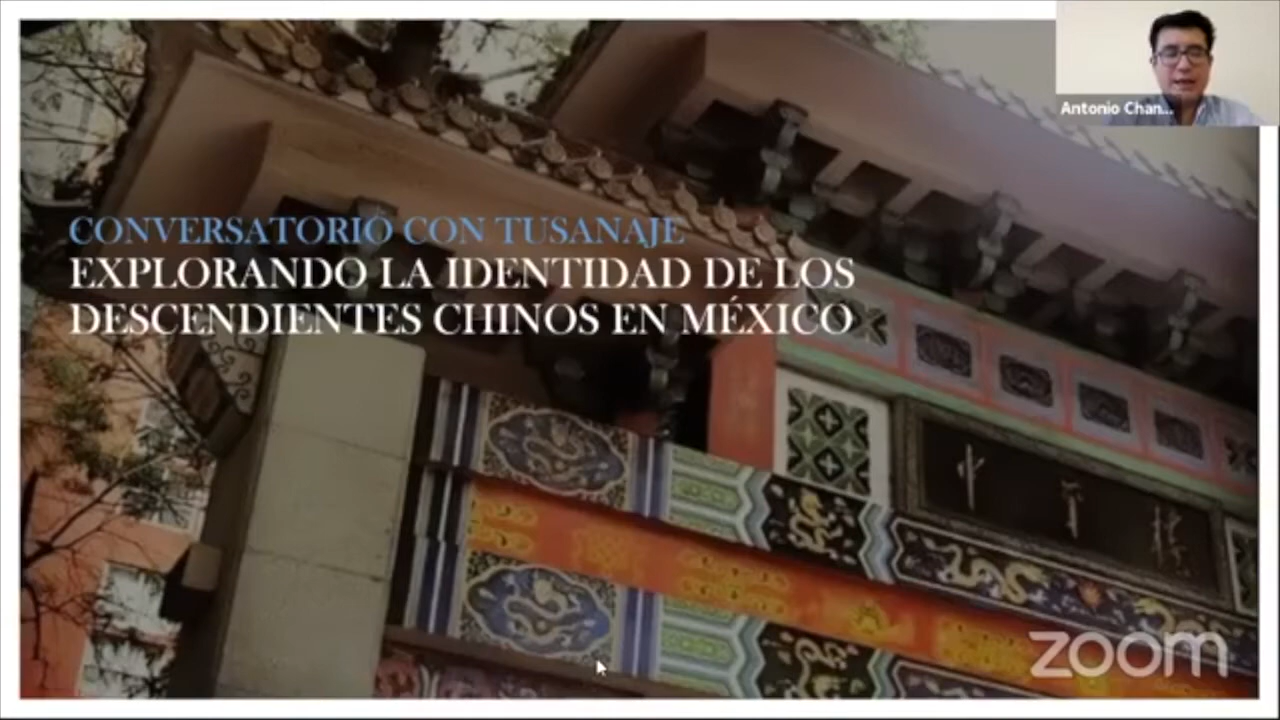 Antonio Chan...
CONVERSATORIO CON TUSANAJE
EXPLORANDO LA IDENTIDAD DE LOS
DESCENDIENTES CHINOS EN MÉXICO
zoom